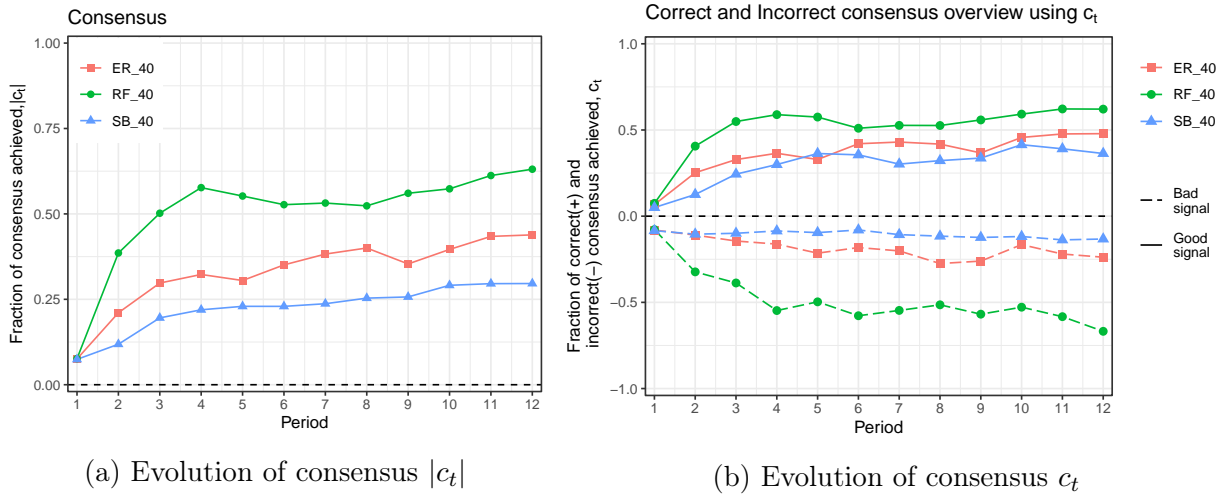 Consensus
Fraction of consensus achieved,|cₜ|
1.00
0.75
0.50
0.25
0.00
ER_40
RF_40
SB_40
1 2 3 4 5 6 7 8 9 10 11 12
Period
(a) Evolution of consensus |cₜ|
Correct and Incorrect consensus overview using cₜ
Fraction of correct(+) and
incorrect(−) consensus achieved, cₜ
1.0
0.5
0.0
−0.5
−1.0
1 2 3 4 5 6 7 8 9 10 11 12
Period
ER_40
RF_40
SB_40
Bad
signal
Good
signal
(b) Evolution of consensus cₜ